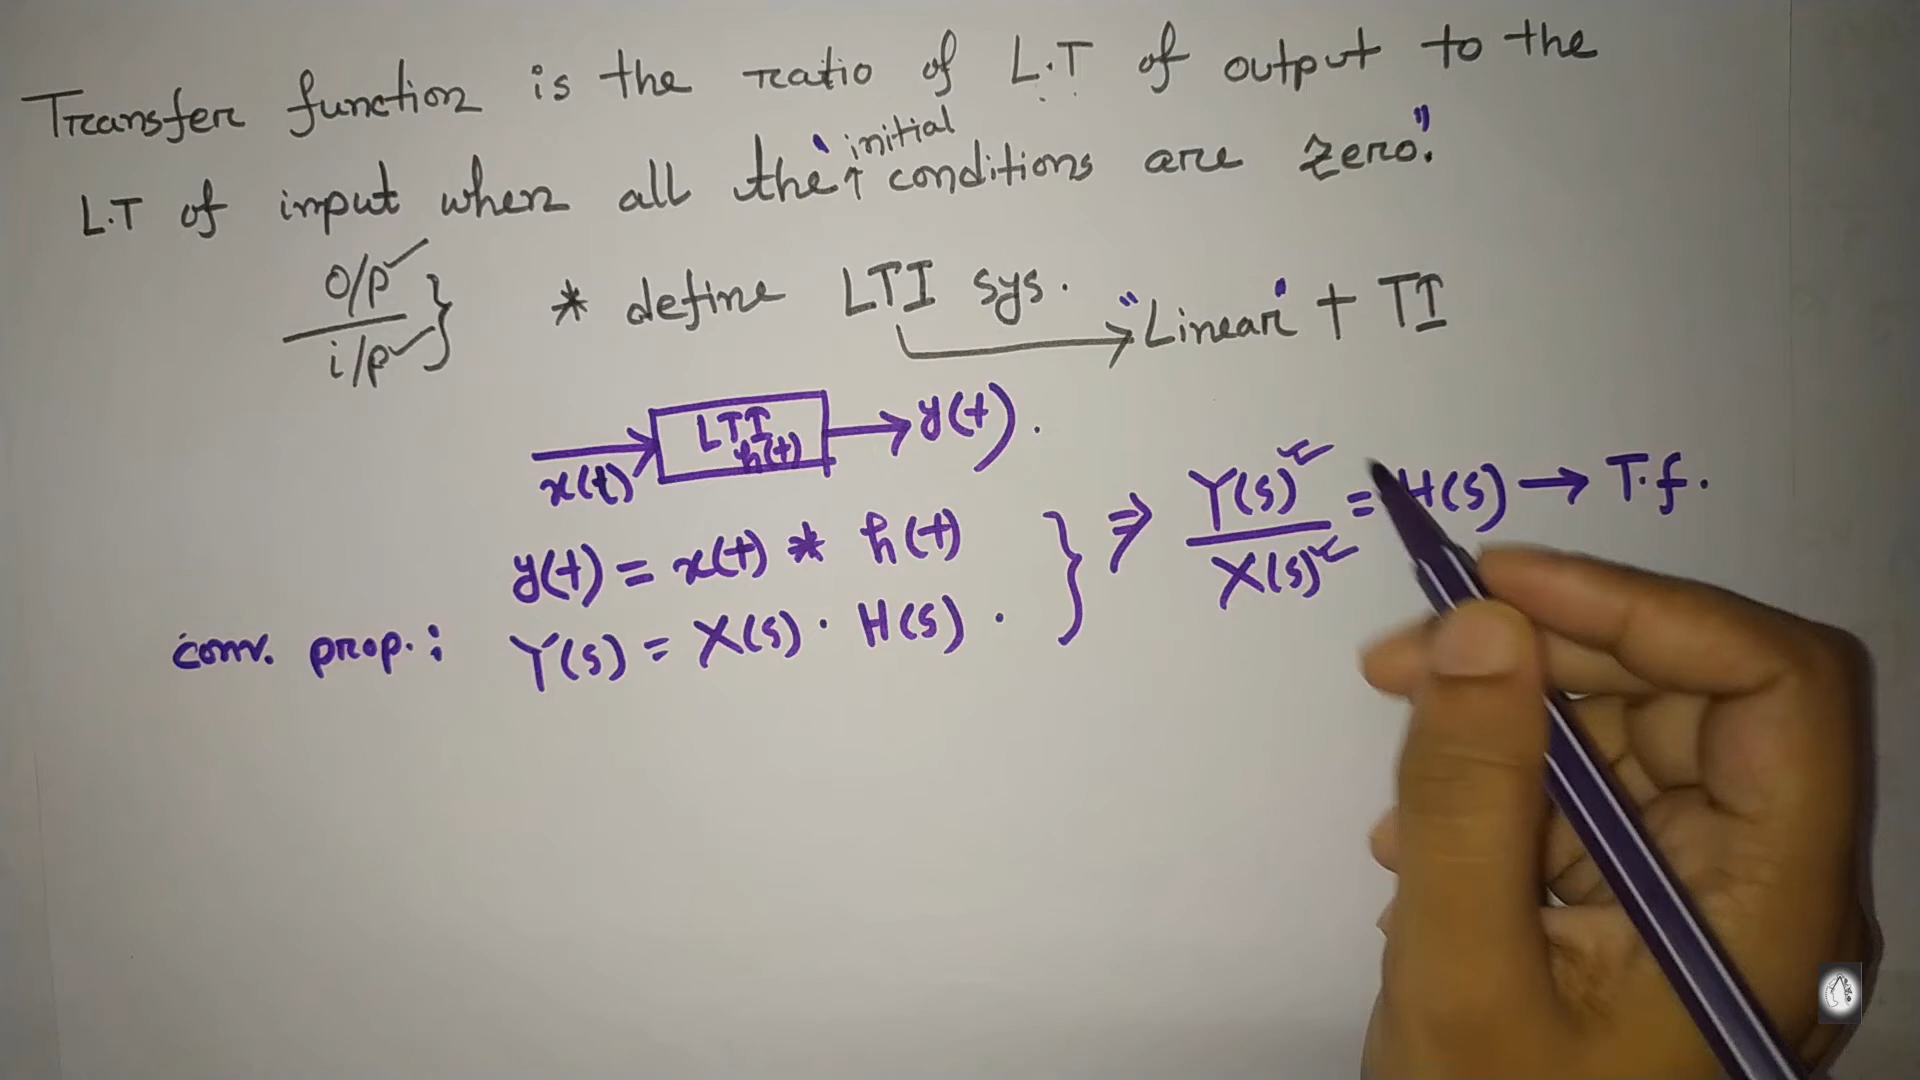 Transfer function is the ratio of L.T of output to the
L.T of input when all the "initial conditions are zero."
o/p
i/p
* define LTI sys.
"Linear" + TI
LTI
h(t)
x(t)
y(t).
y(t) = x(t) * h(t)
conv. prop.: Y(s) = X(s) · H(s).
⇒ Y(s)/X(s) = H(s) → T.f.